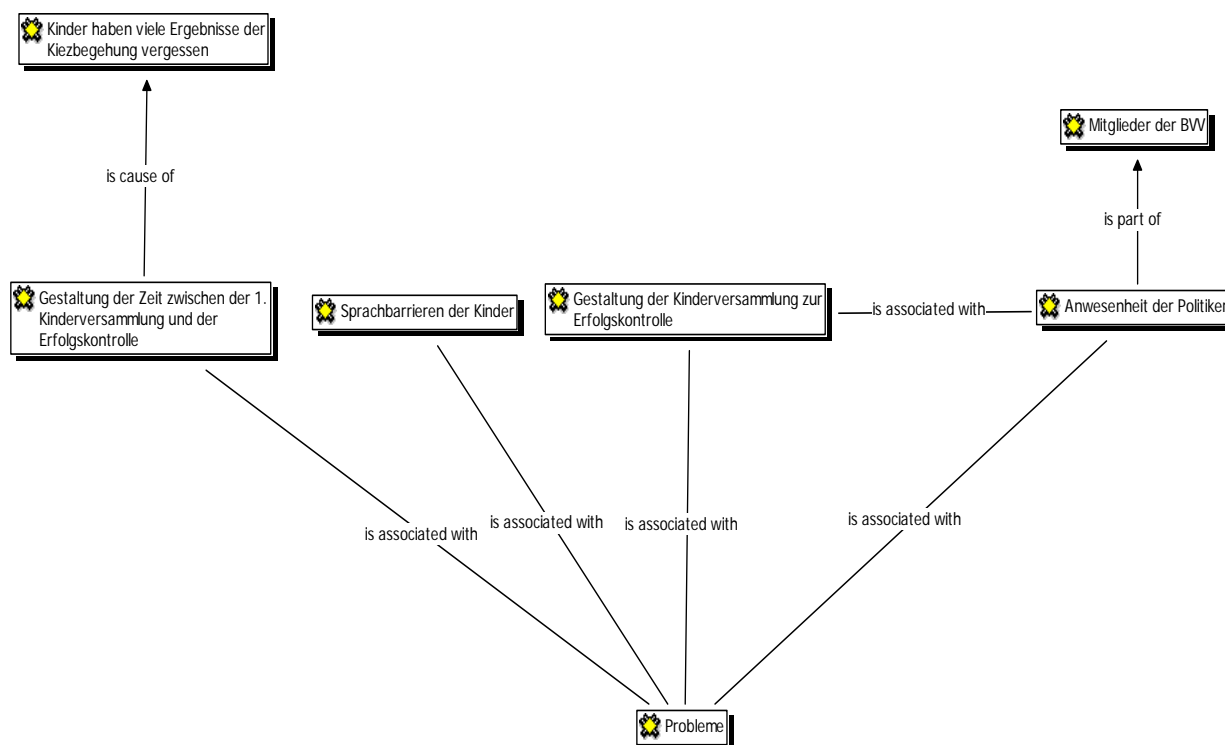 Kinder haben viele Ergebnisse der
Kiezbegehung vergessen
Mitglieder der BVV
is cause of
is part of
Gestaltung der Zeit zwischen der 1.
Kinderversammlung und der
Erfolgskontrolle
Sprachbarrieren der Kinder
Gestaltung der Kinderversammlung zur
Erfolgskontrolle
is associated with
Anwesenheit der Politiker
is associated with
is associated with
is associated with
is associated with
Probleme